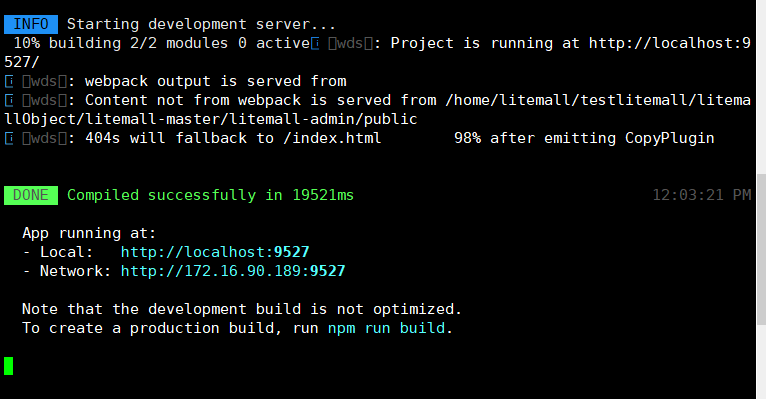 INFO Starting development server...
10% building 2/2 modules 0 active wds: Project is running at http://localhost:9
527/
wds: webpack output is served from
wds: Content not from webpack is served from /home/litemall/testlitemall/litema
llObject/litemall-master/litemall-admin/public
wds: 404s will fallback to /index.html 98% after emitting CopyPlugin
DONE Compiled successfully in 19521ms 12:03:21 PM
App running at:
- Local: http://localhost:9527
- Network: http://172.16.90.189:9527
Note that the development build is not optimized.
To create a production build, run npm run build.